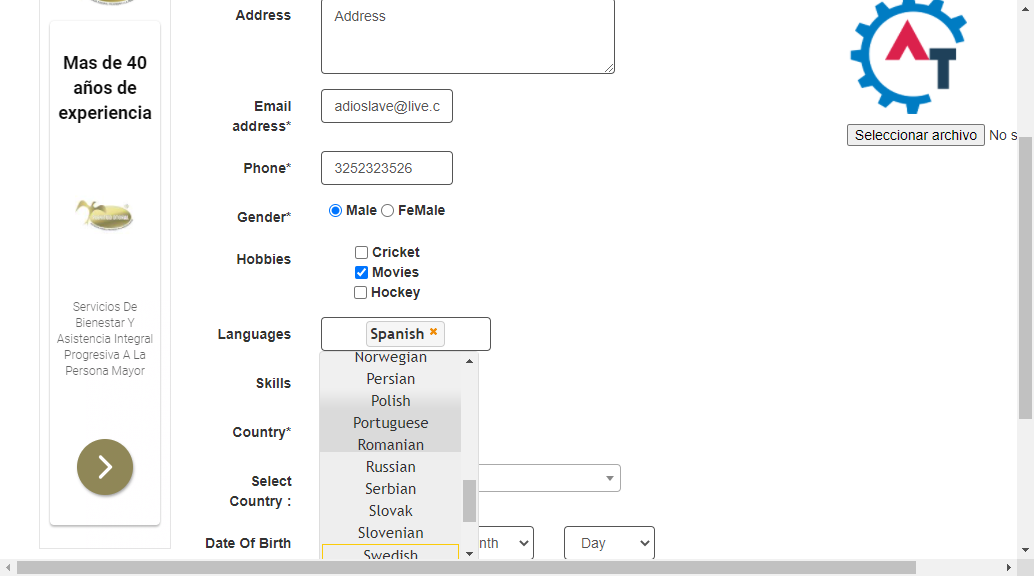 Mas de 40
años de
experiencia
Servicios De
Bienestar Y
Asistencia Integral
Progresiva A La
Persona Mayor
Address
Address
Email
address*
adioslave@live.c
Phone*
3252323526
Gender*
Male
FeMale
Hobbies
Cricket
Movies
Hockey
Languages
Spanish
Norwegian
Persian
Polish
Portuguese
Romanian
Russian
Serbian
Slovak
Slovenian
Swedish
Skills
Country*
Select
Country :
Date Of Birth
nth
Day
AT
Seleccionar archivo
No s